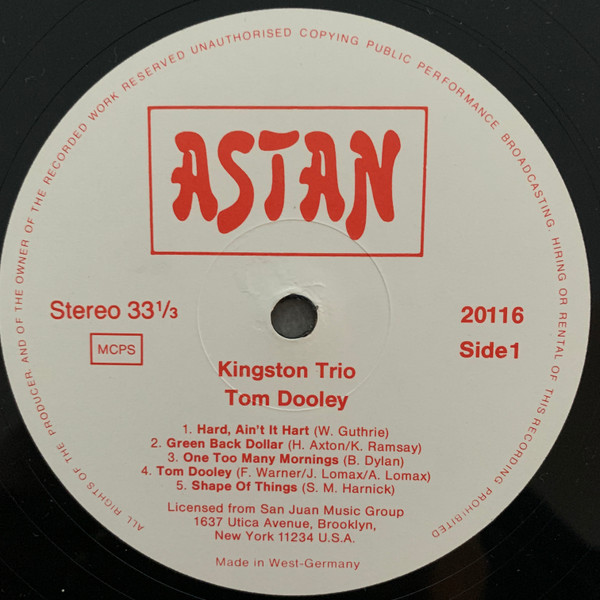 ALL RIGHTS OF THE PRODUCER AND OF THE OWNER OF THE RECORDED WORK RESERVED UNAUTHORISED COPYING PUBLIC PERFORMANCE BROADCASTING. HIRING OR RENTAL OF THIS RECORDING PROHIBITED
ASTAN
Stereo 33 1/3
20116
MCPS
Side 1
Kingston Trio
Tom Dooley
1. Hard, Ain't It Hart (W. Guthrie)
2. Green Back Dollar (H. Axton/K. Ramsay)
3. One Too Many Mornings (B. Dylan)
4. Tom Dooley (F. Warner/J. Lomax/A. Lomax)
5. Shape Of Things (S. M. Harnick)
Licensed from San Juan Music Group
1637 Utica Avenue, Brooklyn,
New York 11234 U.S.A.
Made in West-Germany